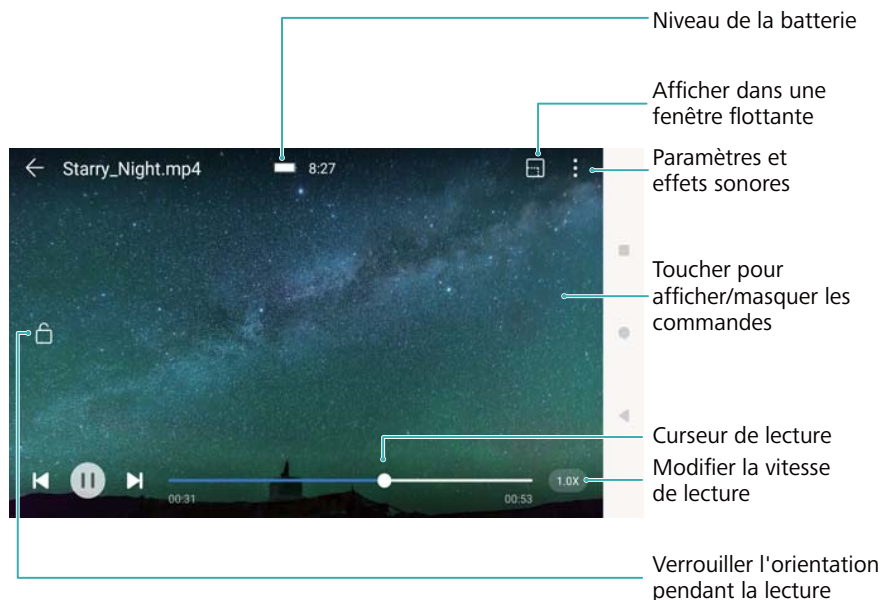 Niveau de la batterie
Afficher dans une
fenêtre flottante
Starry_Night.mp4
8:27
Paramètres et
effets sonores
Toucher pour
afficher/masquer les
commandes
Curseur de lecture
00:31
00:53
1.0X
Modifier la vitesse
de lecture
Verrouiller l'orientation
pendant la lecture